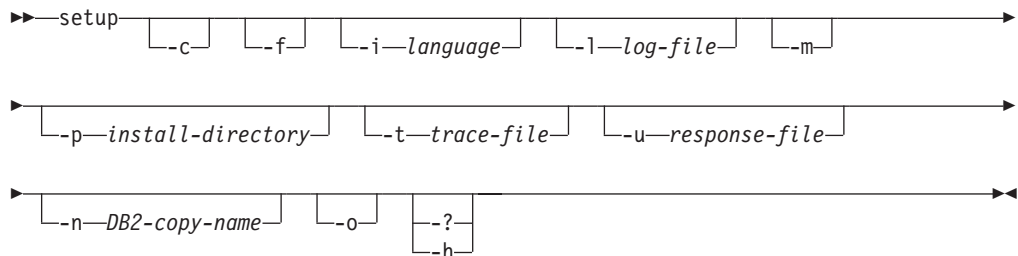 setup -c -f -i language -l log-file -m
-p install-directory -t trace-file -u response-file
-n DB2-copy-name -o -?
-h